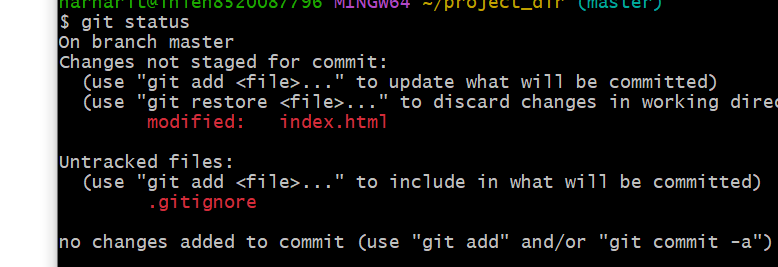 MINGW64 ~/project_dir (master)
$ git status
On branch master
Changes not staged for commit:
(use "git add <file>..." to update what will be committed)
(use "git restore <file>..." to discard changes in working dire
modified: index.html
Untracked files:
(use "git add <file>..." to include in what will be committed)
.gitignore
no changes added to commit (use "git add" and/or "git commit -a")